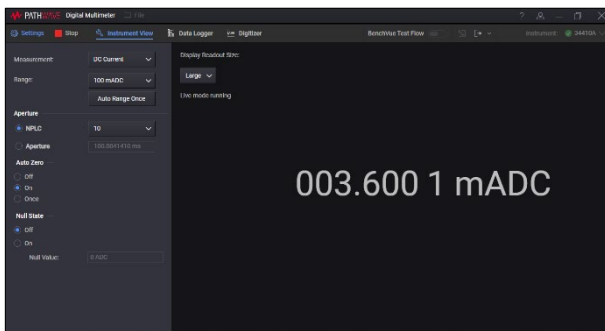 PATHWAVE Digital Multimeter File
Settings Stop Instrument View Data Logger Digitizer BenchVue Test Flow Instrument: 34410A
Measurement: DC Current
Range: 100 mADC
Auto Range Once
Aperture
NPLC 10
Aperture
Auto Zero
Off
On
Once
Null State
Off
On
Null Value: 0 ADC
Display Readout Size:
Large
Live mode running
003.600 1 mADC